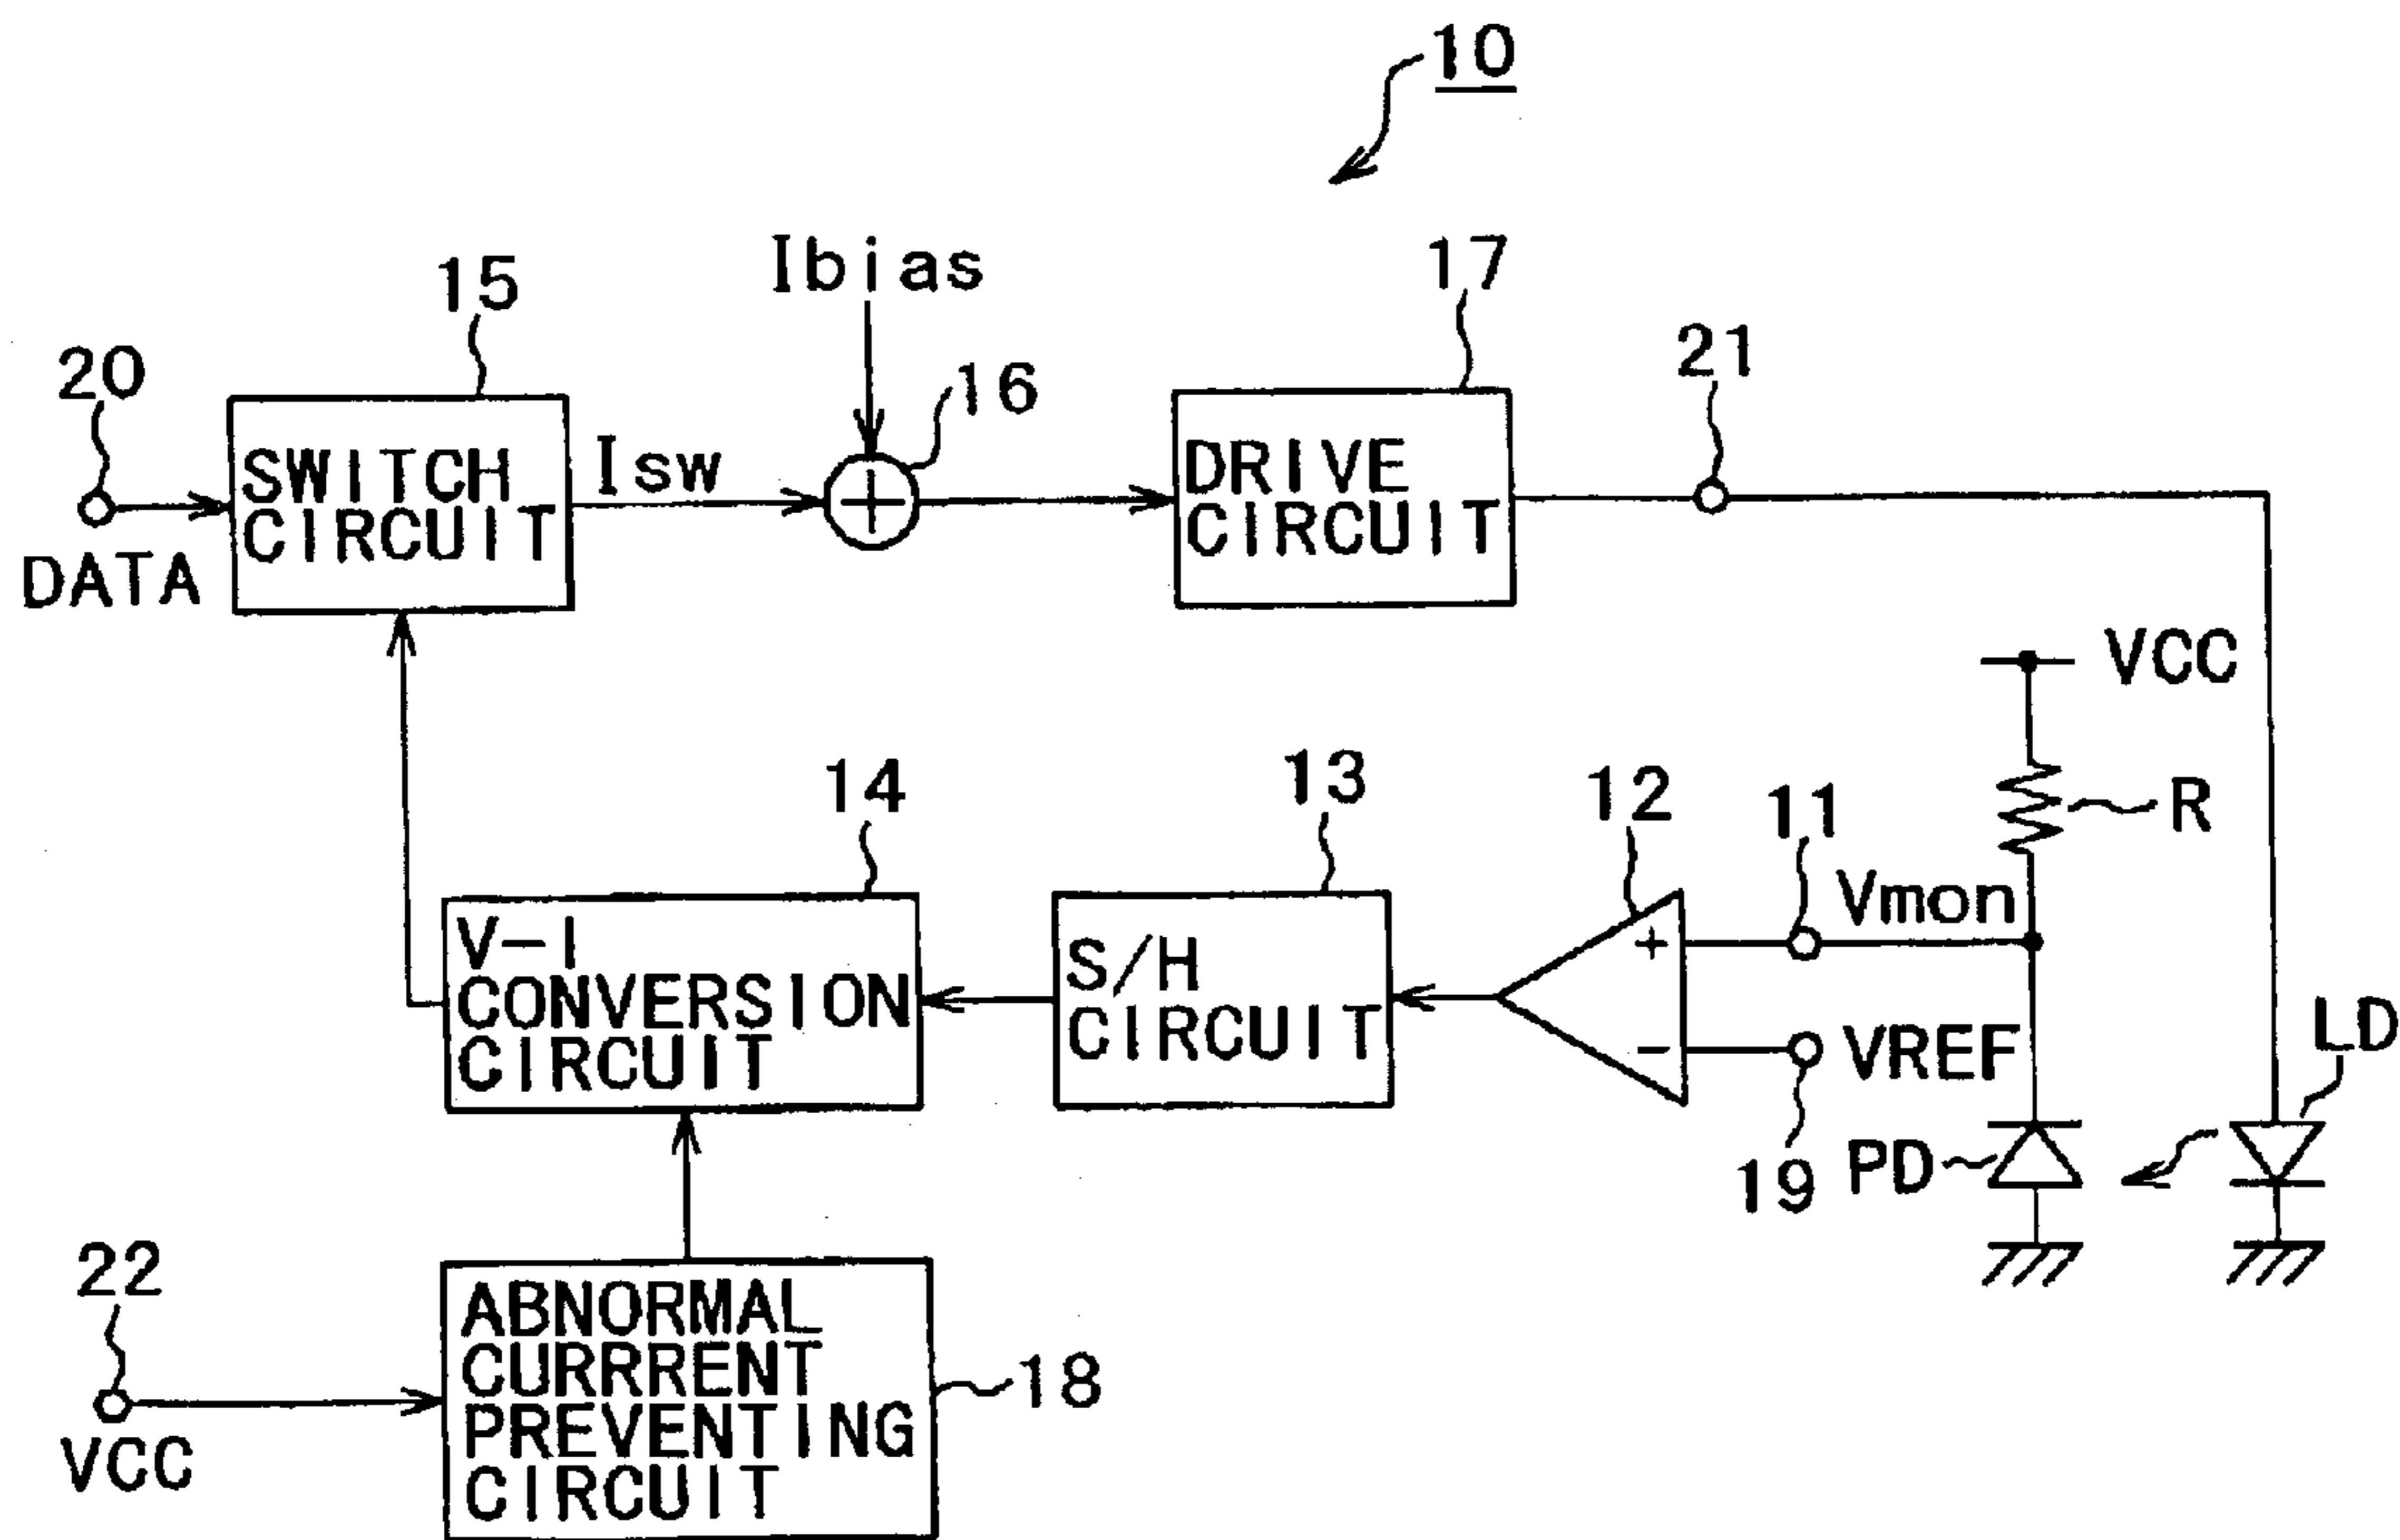 10
Ibias
15
17
20
16
21
SWITCH
CIRCUIT
Isw
DRIVE
CIRCUIT
DATA
VCC
14
13
12
11
R
Vmon
V-I
CONVERSION
CIRCUIT
S/H
CIRCUIT
+
-
VREF
LD
19
PD
22
VCC
ABNORMAL
CURRRENT
PREVENTING
CIRCUIT
18